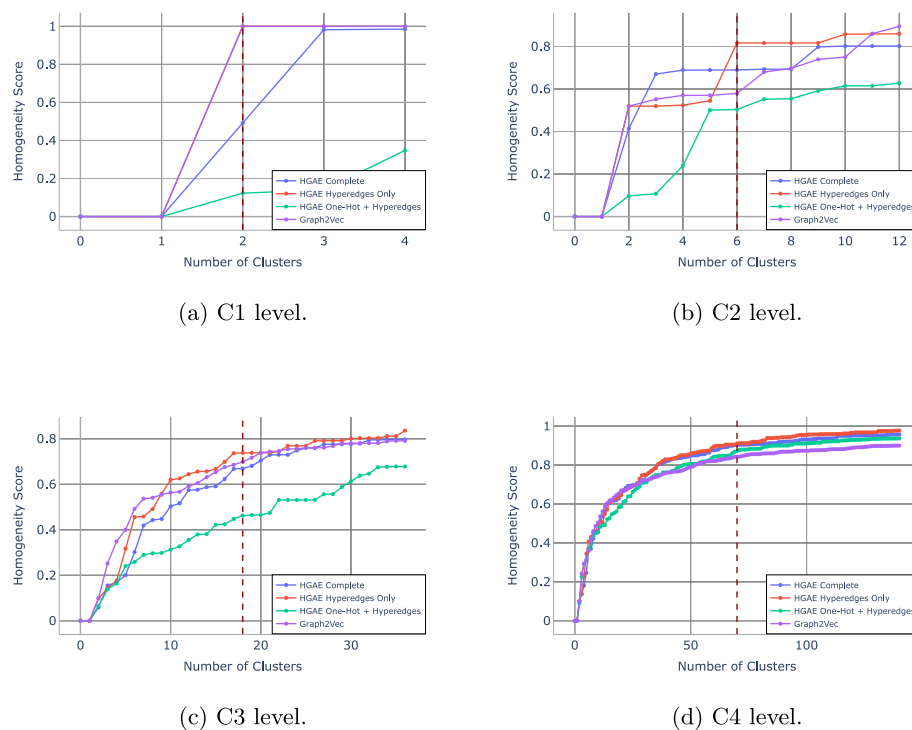 1
0.8
0.6
0.4
0.2
0
Homogeneity Score
0
1
2
3
4
Number of Clusters
HGAE Complete
HGAE Hyperedges Only
HGAE One-Hot + Hyperedges
Graph2Vec
(a) C1 level.
0.8
0.6
0.4
0.2
0
Homogeneity Score
0
2
4
6
8
10
12
Number of Clusters
HGAE Complete
HGAE Hyperedges Only
HGAE One-Hot + Hyperedges
Graph2Vec
(b) C2 level.
0.8
0.6
0.4
0.2
0
Homogeneity Score
0
10
20
30
Number of Clusters
HGAE Complete
HGAE Hyperedges Only
HGAE One-Hot + Hyperedges
Graph2Vec
(c) C3 level.
1
0.8
0.6
0.4
0.2
0
Homogeneity Score
0
50
100
Number of Clusters
HGAE Complete
HGAE Hyperedges Only
HGAE One-Hot + Hyperedges
Graph2Vec
(d) C4 level.